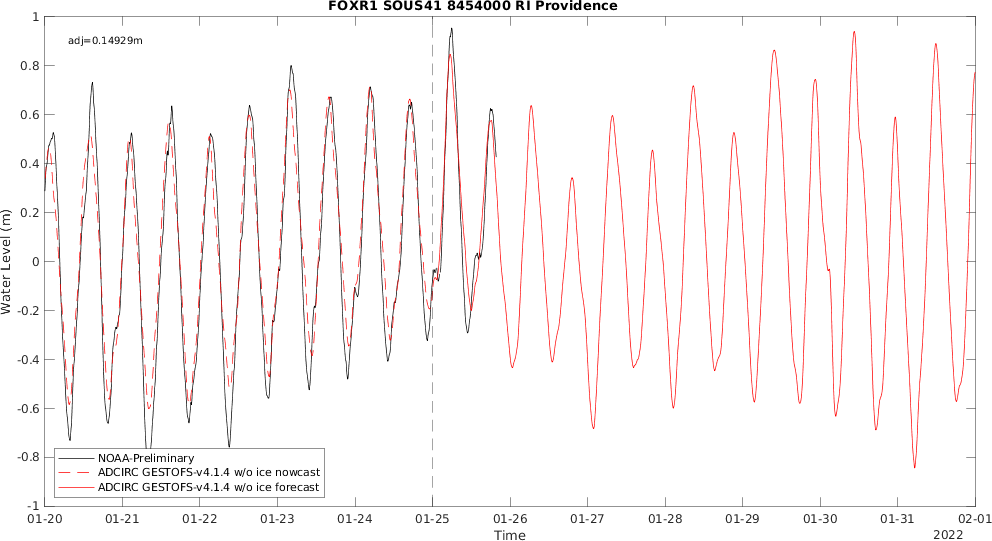 FOXR1 SOUS41 8454000 RI Providence
adj=0.14929m
Water Level (m)
1
0.8
0.6
0.4
0.2
0
-0.2
-0.4
-0.6
-0.8
-1
NOAA-Preliminary
ADCIRC GESTOFS-v4.1.4 w/o ice nowcast
ADCIRC GESTOFS-v4.1.4 w/o ice forecast
01-20 01-21 01-22 01-23 01-24 01-25 01-26 01-27 01-28 01-29 01-30 01-31 02-01
Time
2022